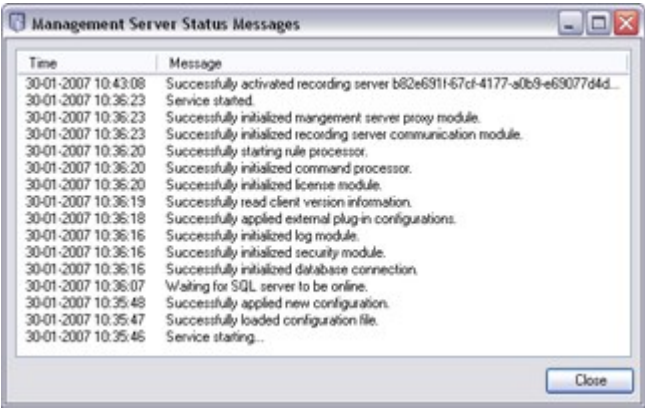 Management Server Status Messages
Time Message
30-01-2007 10:43:08 Successfully activated recording server b82e691f-67cf-4177-a0b9-e69077d4d...
30-01-2007 10:36:23 Service started.
30-01-2007 10:36:23 Successfully initialized mangement server proxy module.
30-01-2007 10:36:23 Successfully initialized recording server communication module.
30-01-2007 10:36:20 Successfully starting rule processor.
30-01-2007 10:36:20 Successfully initialized command processor.
30-01-2007 10:36:20 Successfully initialized license module.
30-01-2007 10:36:19 Successfully read client version information.
30-01-2007 10:36:18 Successfully applied external plug-in configurations.
30-01-2007 10:36:16 Successfully initialized log module.
30-01-2007 10:36:16 Successfully initialized security module.
30-01-2007 10:36:16 Successfully initialized database connection.
30-01-2007 10:36:07 Waiting for SQL server to be online.
30-01-2007 10:35:48 Successfully applied new configuration.
30-01-2007 10:35:47 Successfully loaded configuration file.
30-01-2007 10:35:46 Service starting...
Close